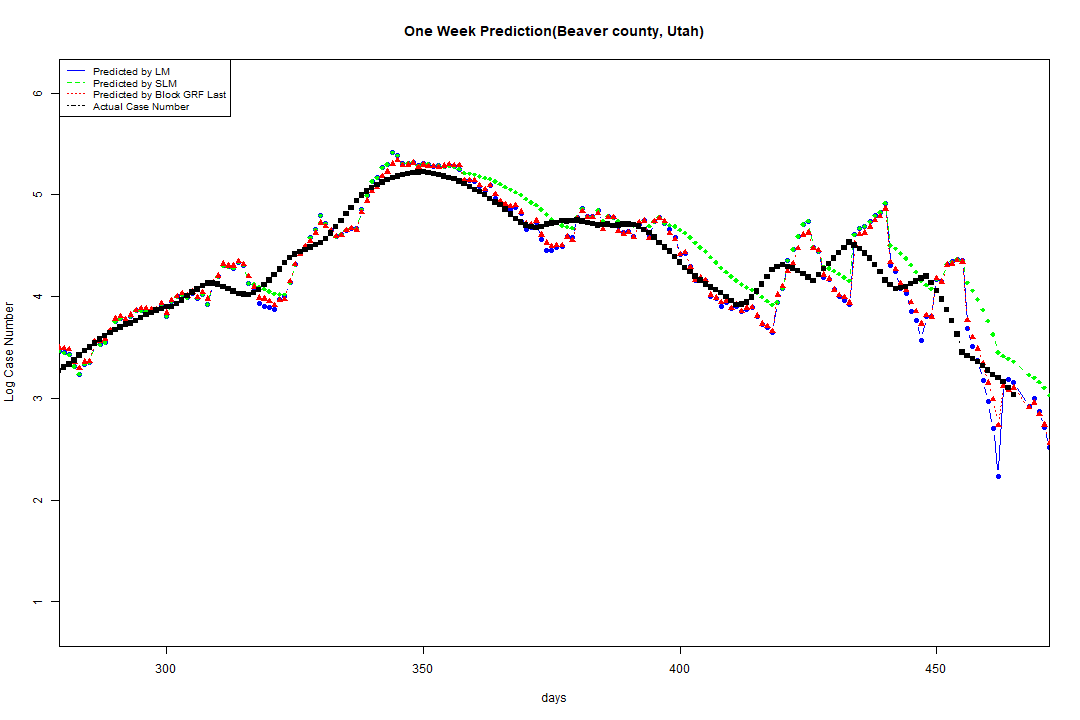 One Week Prediction(Beaver county, Utah)
Predicted by LM
Predicted by SLM
Predicted by Block GRF Last
Actual Case Number
6
5
4
3
2
1
Log Case Number
300
350
400
450
days